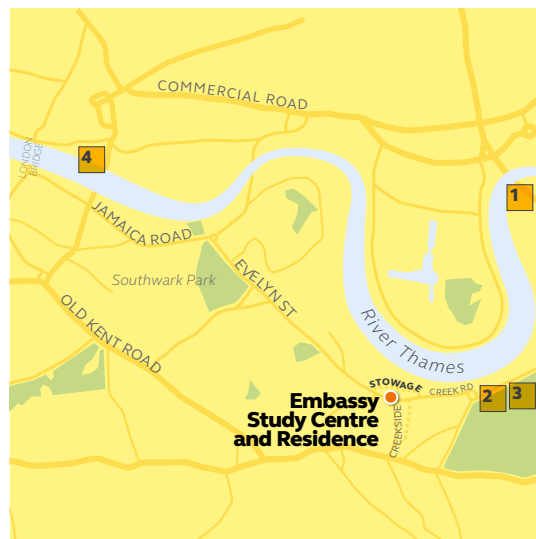 COMMERCIAL ROAD
LONDON
BRIDGE
4
1
JAMAICA ROAD
Southwark Park
EVELYN ST
OLD KENT ROAD
River Thames
STOWAGE
CREEK RD
2
3
Embassy
Study Centre
and Residence
CREEKSIDE